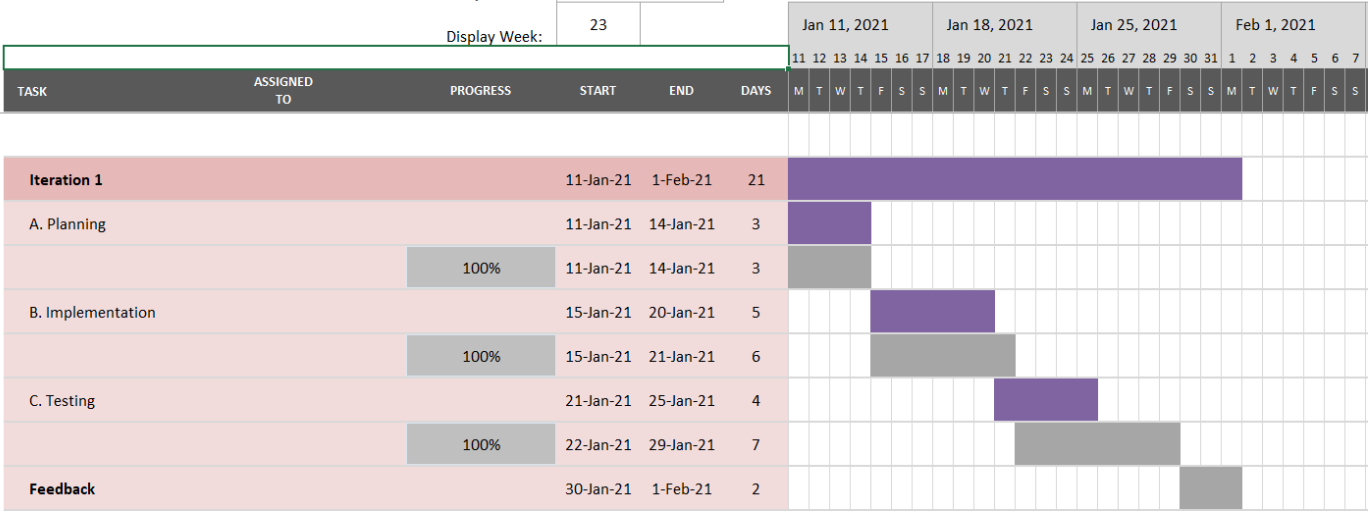 23
Display Week:
Jan 11, 2021 Jan 18, 2021 Jan 25, 2021 Feb 1, 2021
11 12 13 14 15 16 17 18 19 20 21 22 23 24 25 26 27 28 29 30 31 1 2 3 4 5 6 7
TASK ASSIGNED TO PROGRESS START END DAYS M T W T F S S M T W T F S S M T W T F S S M T W T F S S
Iteration 1 11-Jan-21 1-Feb-21 21
A. Planning 11-Jan-21 14-Jan-21 3
100% 11-Jan-21 14-Jan-21 3
B. Implementation 15-Jan-21 20-Jan-21 5
100% 15-Jan-21 21-Jan-21 6
C. Testing 21-Jan-21 25-Jan-21 4
100% 22-Jan-21 29-Jan-21 7
Feedback 30-Jan-21 1-Feb-21 2